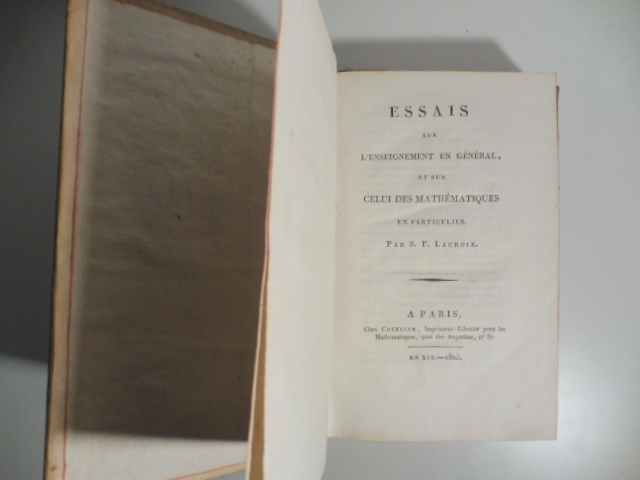 ESSAIS
SUR
L'ENSEIGNEMENT EN GÉNÉRAL,
ET SUR
CELUI DES MATHÉMATIQUES
EN PARTICULIER.
PAR S. F. LACROIX.
A PARIS,
Chez COURCIER, Imprimeur-Libraire pour les
Mathématiques, quai des Augustins, n° 57.
AN XIV.—1805.